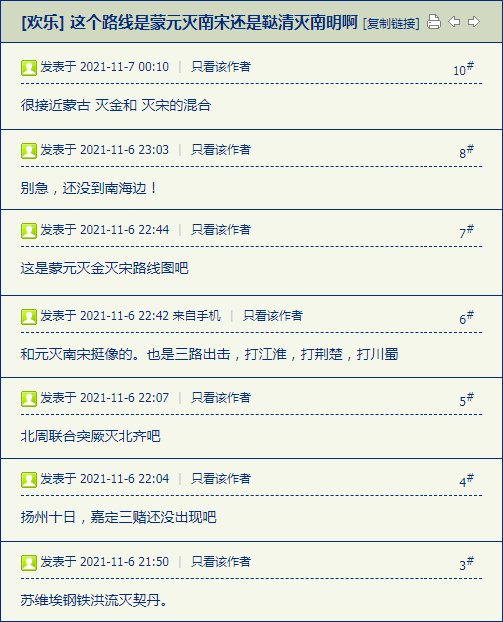 [欢乐] 这个路线是蒙元灭南宋还是鞑清灭南明啊 [复制链接]
发表于 2021-11-7 00:10 | 只看该作者 10#
很接近蒙古 灭金和 灭宋的混合
发表于 2021-11-6 23:03 | 只看该作者 8#
别急，还没到南海边！
发表于 2021-11-6 22:44 | 只看该作者 7#
这是蒙元灭金灭宋路线图吧
发表于 2021-11-6 22:42 来自手机 | 只看该作者 6#
和元灭南宋挺像的。也是三路出击，打江淮，打荆楚，打川蜀
发表于 2021-11-6 22:07 | 只看该作者 5#
北周联合突厥灭北齐吧
发表于 2021-11-6 22:04 | 只看该作者 4#
扬州十日，嘉定三赌还没出现吧
发表于 2021-11-6 21:50 | 只看该作者 3#
苏维埃钢铁洪流灭契丹。